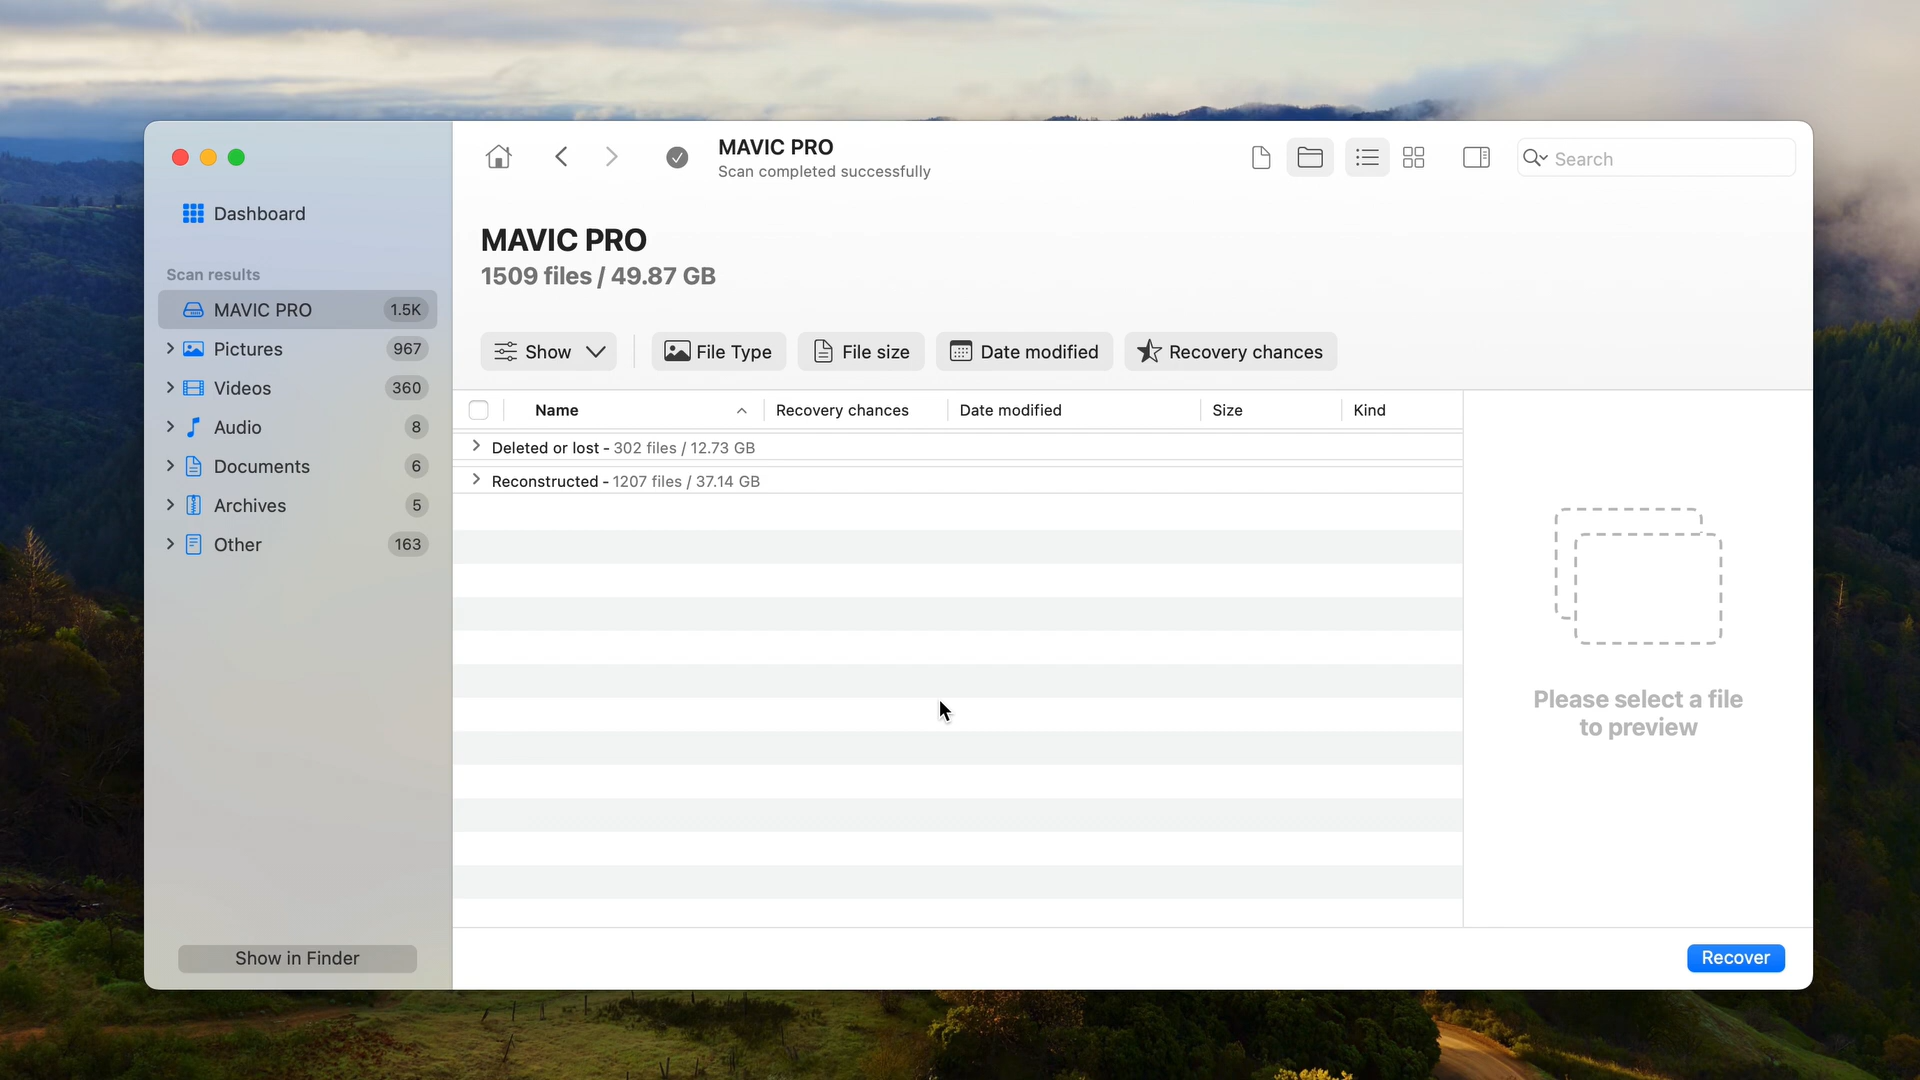 Dashboard
Scan results
MAVIC PRO 1.5K
Pictures 967
Videos 360
Audio 8
Documents 6
Archives 5
Other 163
Show in Finder
MAVIC PRO
Scan completed successfully
Search
MAVIC PRO
1509 files / 49.87 GB
Show
File Type
File size
Date modified
Recovery chances
Name Recovery chances Date modified Size Kind
Deleted or lost - 302 files / 12.73 GB
Reconstructed - 1207 files / 37.14 GB
Please select a file
to preview
Recover